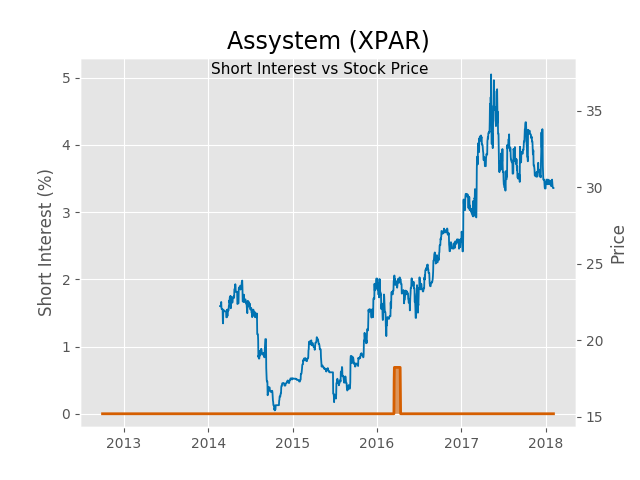 Assystem (XPAR)
Short Interest vs Stock Price
Short Interest (%)
5
4
3
2
1
0
35
30
25
20
15
Price
2013 2014 2015 2016 2017 2018